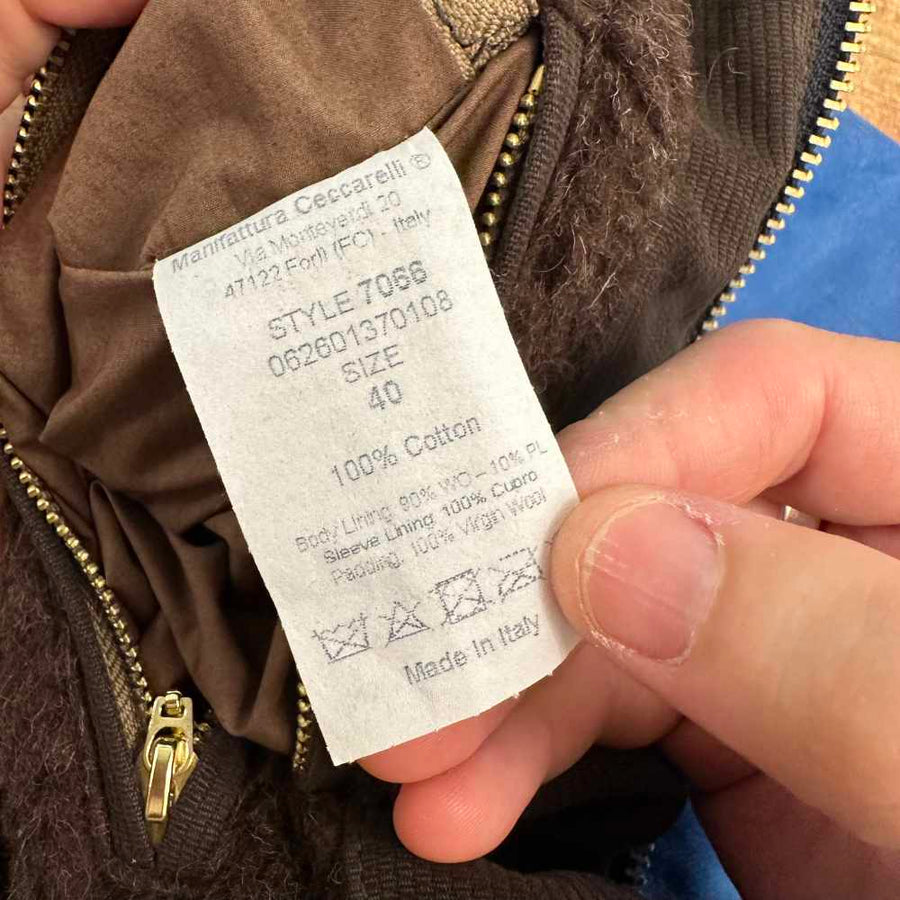 Manifattura Ceccarelli ®
Via Monteverdi 20
47122 Forlì (FC) - Italy
STYLE 7066
062601370108
SIZE
40
100% Cotton
Body Lining: 90% WO – 10% PL
Sleeve Lining: 100% Cupro
Padding: 100% Virgin Wool
Made in Italy